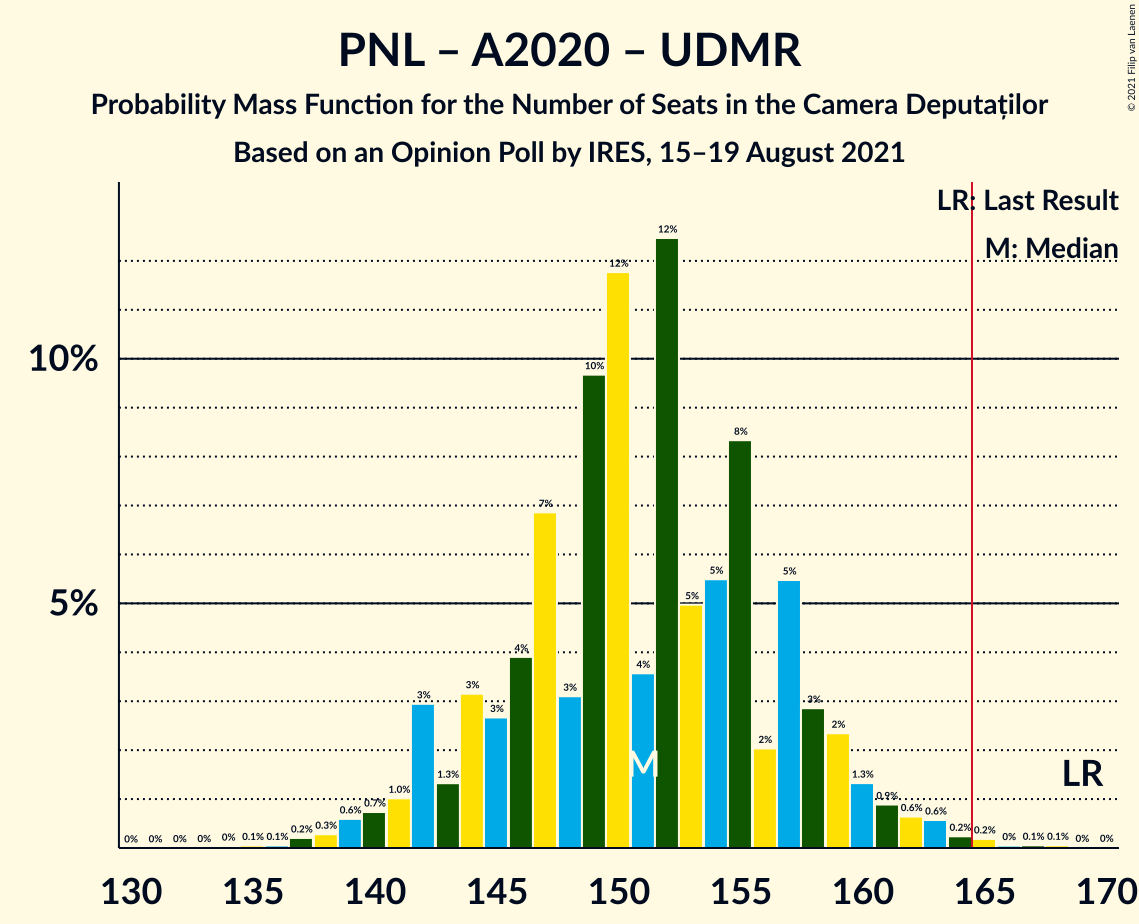 PNL – A2020 – UDMR
Probability Mass Function for the Number of Seats in the Camera Deputaților
Based on an Opinion Poll by IRES, 15–19 August 2021
© 2021 Filip van Laenen
LR: Last Result
M: Median
10%
5%
0% 0% 0% 0% 0% 0.1% 0.1% 0.2% 0.3% 0.6% 0.7% 1.0% 3% 1.3% 3% 3% 4% 7% 3% 10% 12% 4% 12% 5% 5% 8% 2% 5% 3% 2% 1.3% 0.9% 0.6% 0.6% 0.2% 0.2% 0% 0.1% 0.1% 0% 0%
M
LR
130 135 140 145 150 155 160 165 170